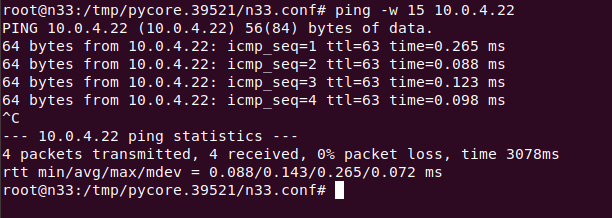 root@n33:/tmp/pycore.39521/n33.conf# ping -w 15 10.0.4.22
PING 10.0.4.22 (10.0.4.22) 56(84) bytes of data.
64 bytes from 10.0.4.22: icmp_seq=1 ttl=63 time=0.265 ms
64 bytes from 10.0.4.22: icmp_seq=2 ttl=63 time=0.088 ms
64 bytes from 10.0.4.22: icmp_seq=3 ttl=63 time=0.123 ms
64 bytes from 10.0.4.22: icmp_seq=4 ttl=63 time=0.098 ms
^C
--- 10.0.4.22 ping statistics ---
4 packets transmitted, 4 received, 0% packet loss, time 3078ms
rtt min/avg/max/mdev = 0.088/0.143/0.265/0.072 ms
root@n33:/tmp/pycore.39521/n33.conf#